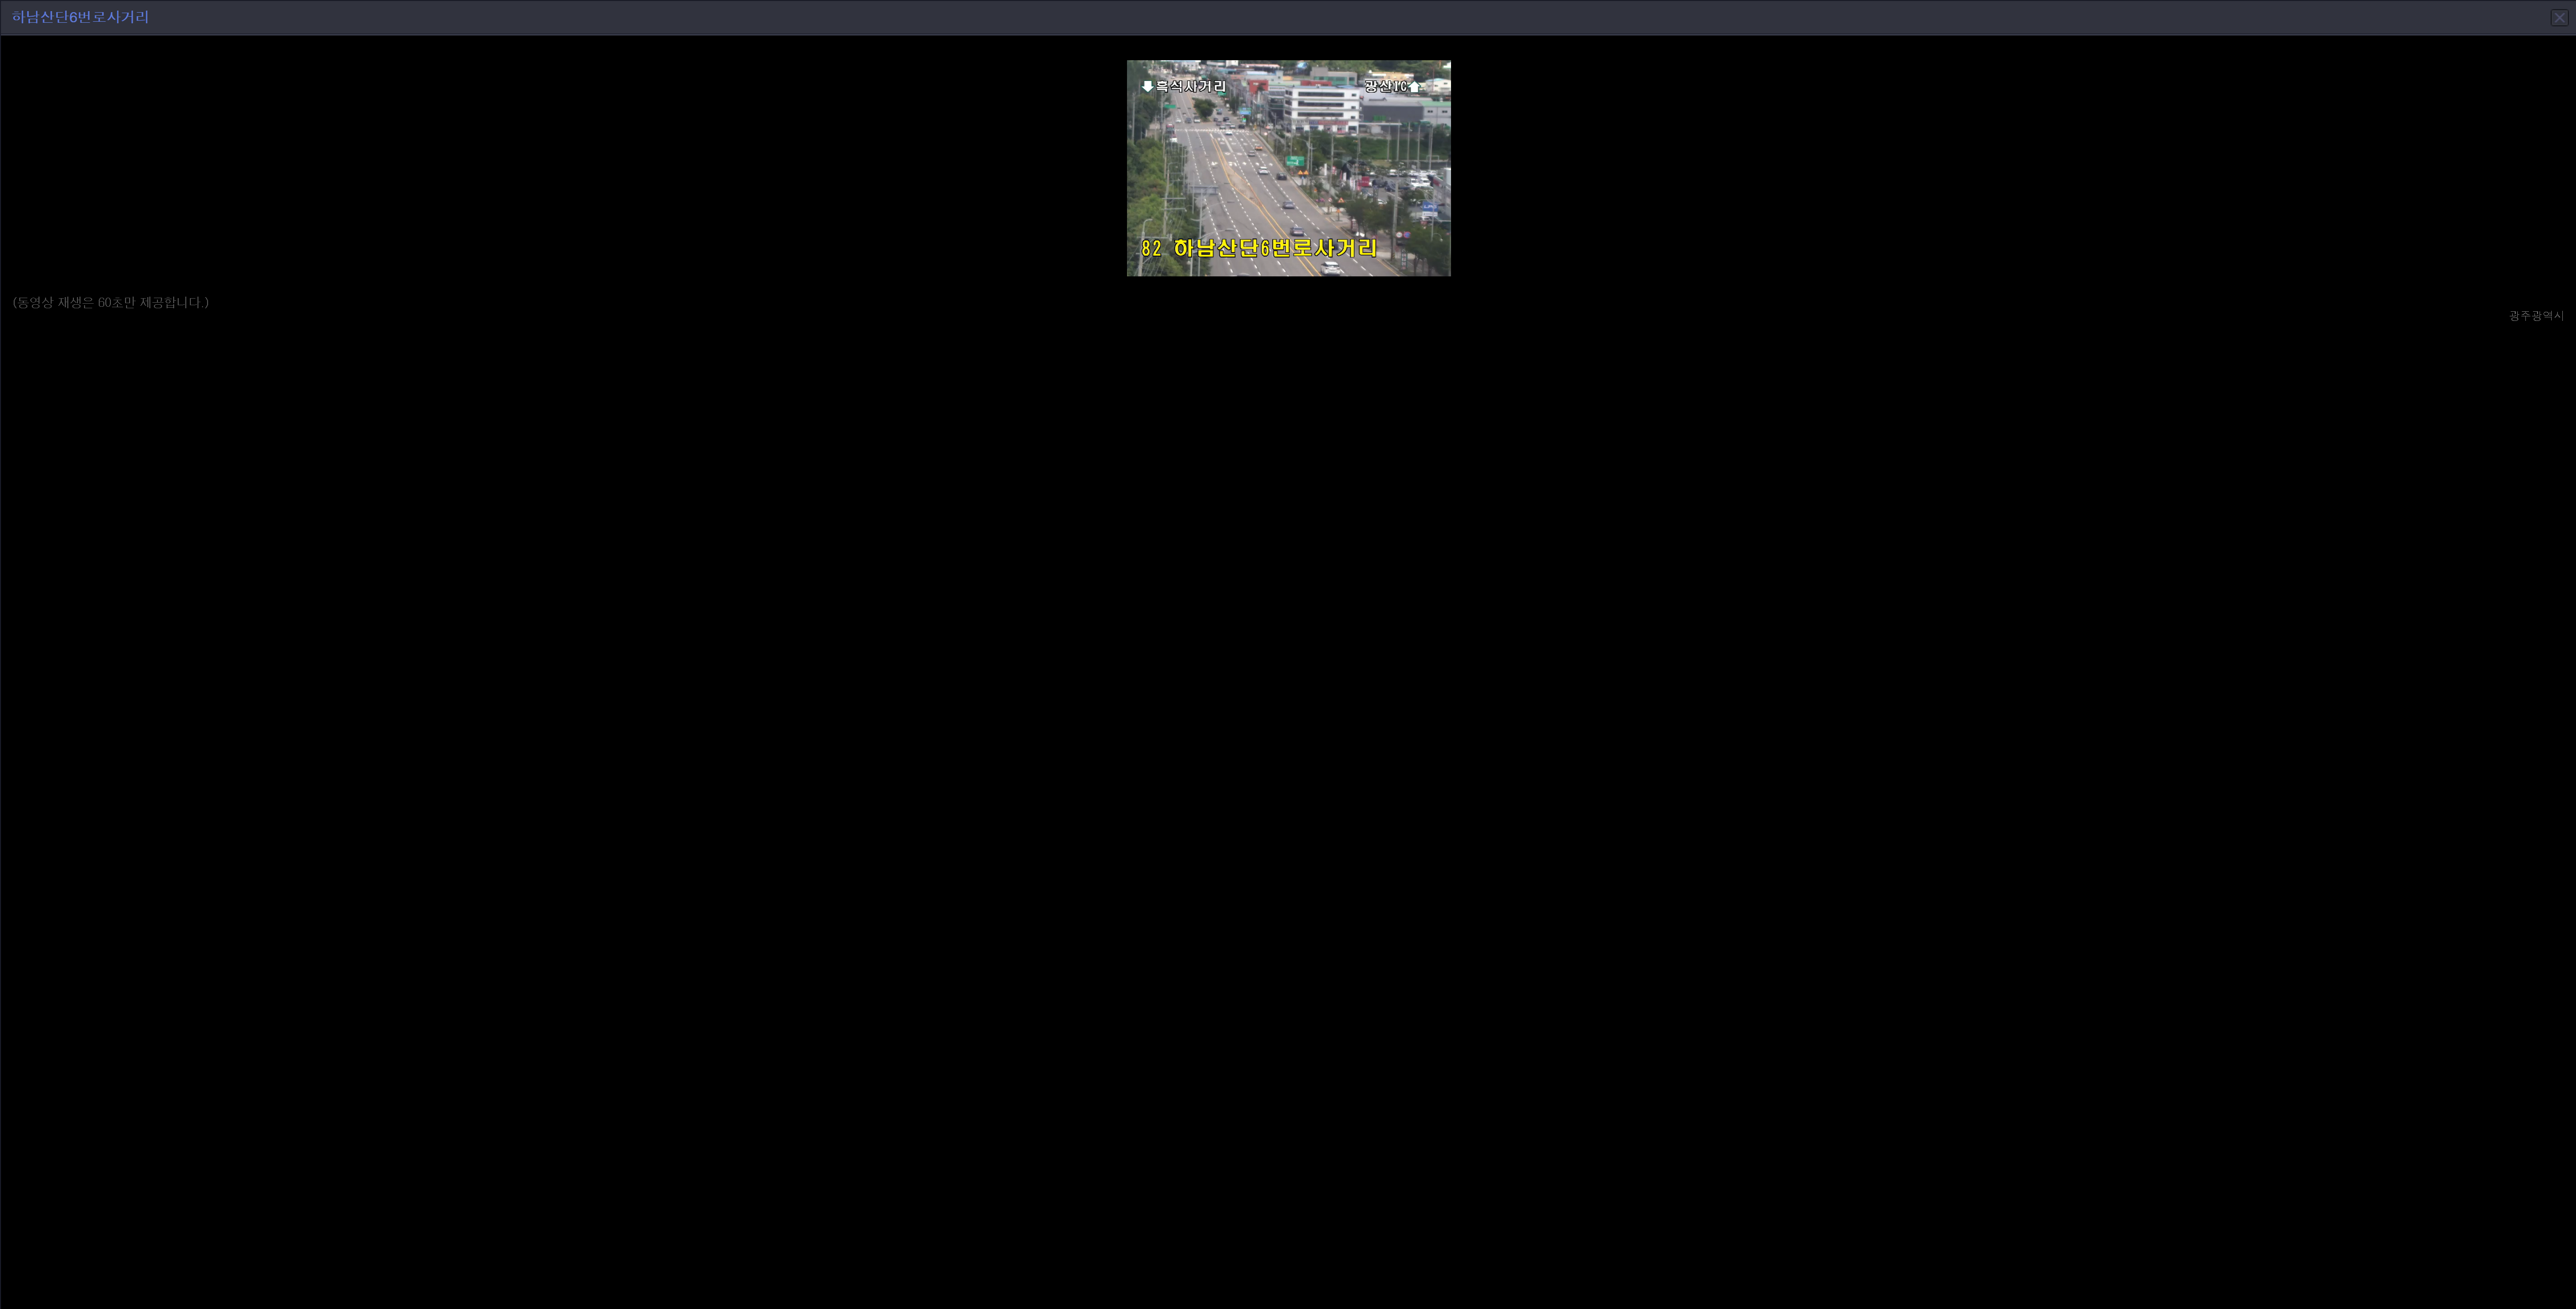 하남산단6번로사거리
⬇흑석사거리 광산IC⬆
82 하남산단6번로사거리
(동영상 재생은 60초만 제공합니다.)
광주광역시